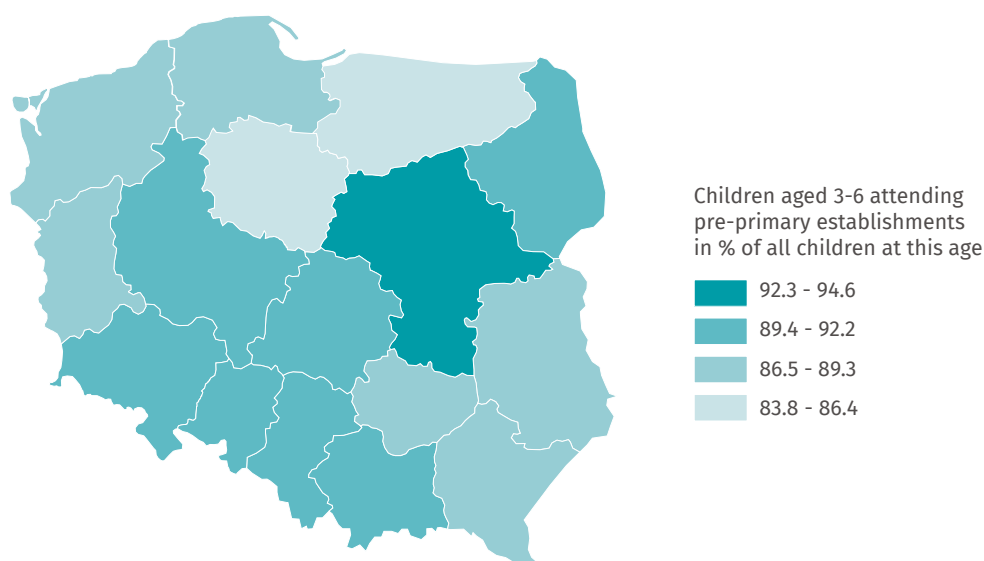 Children aged 3-6 attending
pre-primary establishments
in % of all children at this age
92.3 - 94.6
89.4 - 92.2
86.5 - 89.3
83.8 - 86.4